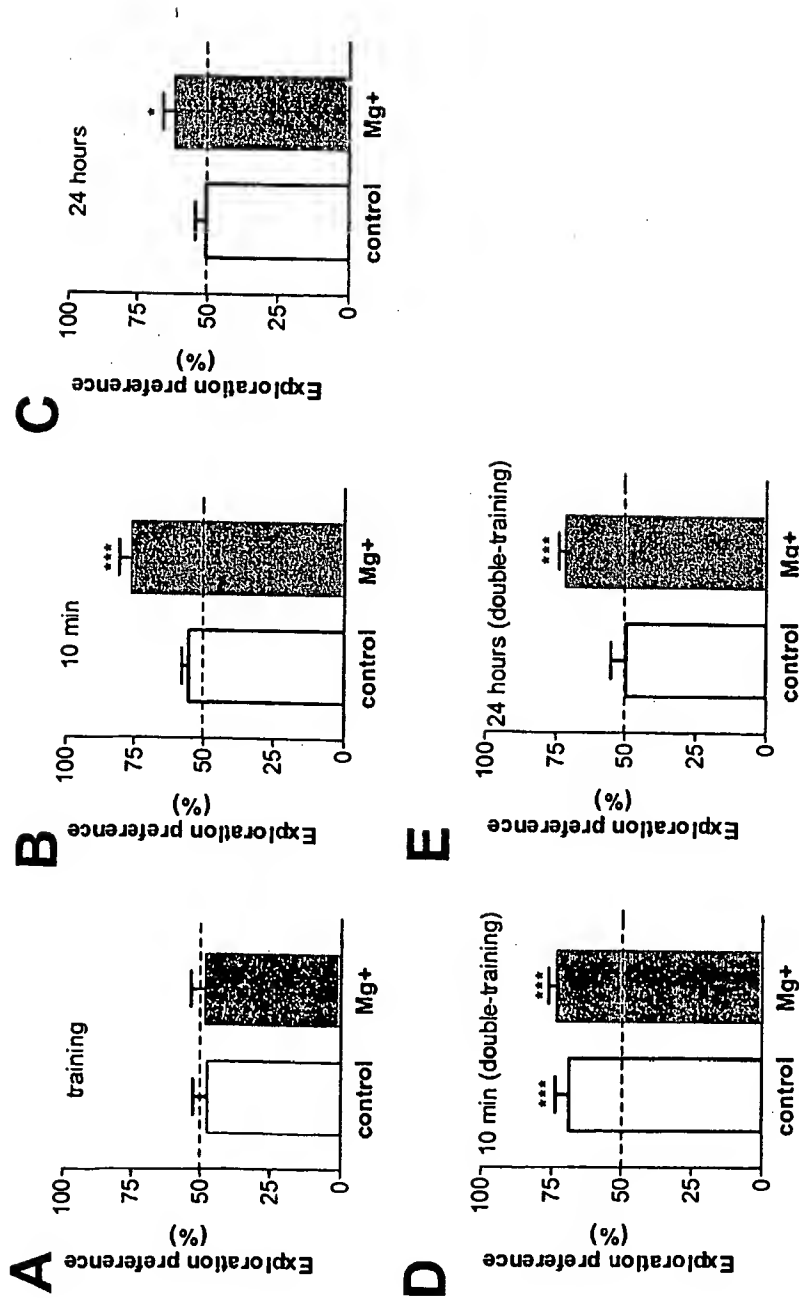 A
training
Exploration preference
(%)
100
75
50
25
0
control
Mg+
B
10 min
***
Exploration preference
(%)
100
75
50
25
0
control
Mg+
C
24 hours
*
Exploration preference
(%)
100
75
50
25
0
control
Mg+
D
10 min (double-training)
***
***
Exploration preference
(%)
100
75
50
25
0
control
Mg+
E
24 hours (double-training)
***
Exploration preference
(%)
100
75
50
25
0
control
Mg+